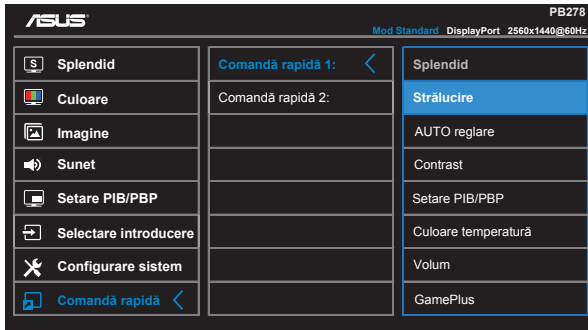 ASUS
PB278
Mod Standard DisplayPort 2560x1440@60Hz
S Splendid
Culoare
Imagine
Sunet
Setare PIB/PBP
Selectare introducere
Configurare sistem
Comandă rapidă
Comandă rapidă 1:
Comandă rapidă 2:
Splendid
Strălucire
AUTO reglare
Contrast
Setare PIB/PBP
Culoare temperatură
Volum
GamePlus